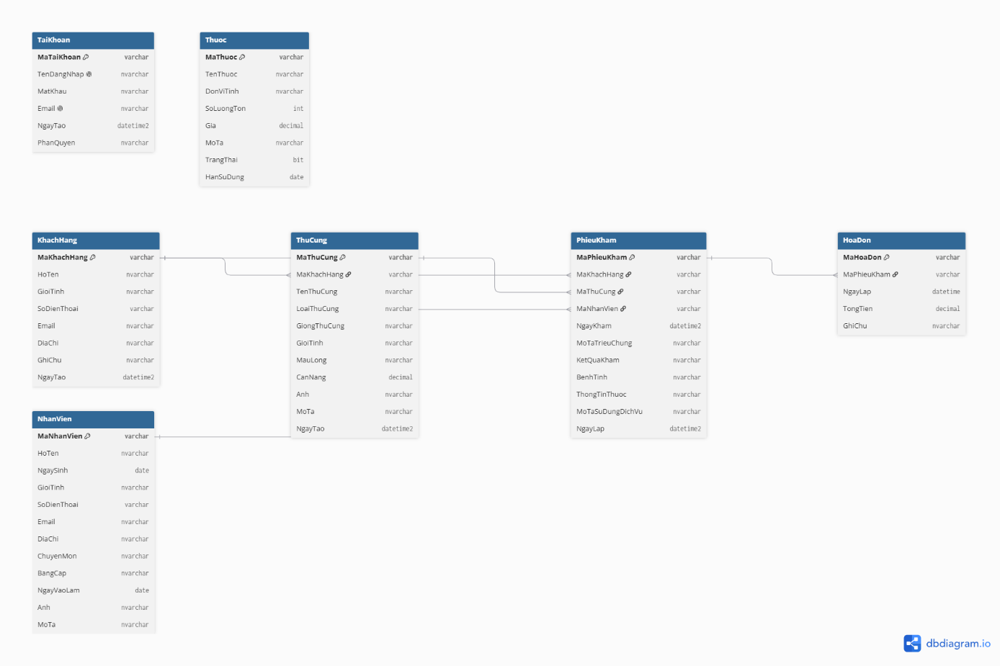 TaiKhoan
MaTaiKhoan varchar
TenDangNhap nvarchar
MatKhau nvarchar
Email nvarchar
NgayTao datetime2
PhanQuyen nvarchar
Thuoc
MaThuoc varchar
TenThuoc nvarchar
DonViTinh nvarchar
SoLuongTon int
Gia decimal
MoTa nvarchar
TrangThai bit
HanSuDung date
KhachHang
MaKhachHang varchar
HoTen nvarchar
GioiTinh nvarchar
SoDienThoai varchar
Email nvarchar
DiaChi nvarchar
GhiChu nvarchar
NgayTao datetime2
ThuCung
MaThuCung varchar
MaKhachHang varchar
TenThuCung nvarchar
LoaiThuCung nvarchar
GiongThuCung nvarchar
GioiTinh nvarchar
MauLong nvarchar
CanNang decimal
Anh nvarchar
MoTa nvarchar
NgayTao datetime2
PhieuKham
MaPhieuKham varchar
MaKhachHang varchar
MaThuCung varchar
MaNhanVien varchar
NgayKham datetime2
MoTaTrieuChung nvarchar
KetQuaKham nvarchar
BenhTinh nvarchar
ThongTinThuoc nvarchar
MoTaSuDungDichVu nvarchar
NgayLap datetime2
HoaDon
MaHoaDon varchar
MaPhieuKham varchar
NgayLap datetime
TongTien decimal
GhiChu nvarchar
NhanVien
MaNhanVien varchar
HoTen nvarchar
NgaySinh date
GioiTinh nvarchar
SoDienThoai varchar
Email nvarchar
DiaChi nvarchar
ChuyenMon nvarchar
BangCap nvarchar
NgayVaoLam date
Anh nvarchar
MoTa nvarchar
dbdiagram.io